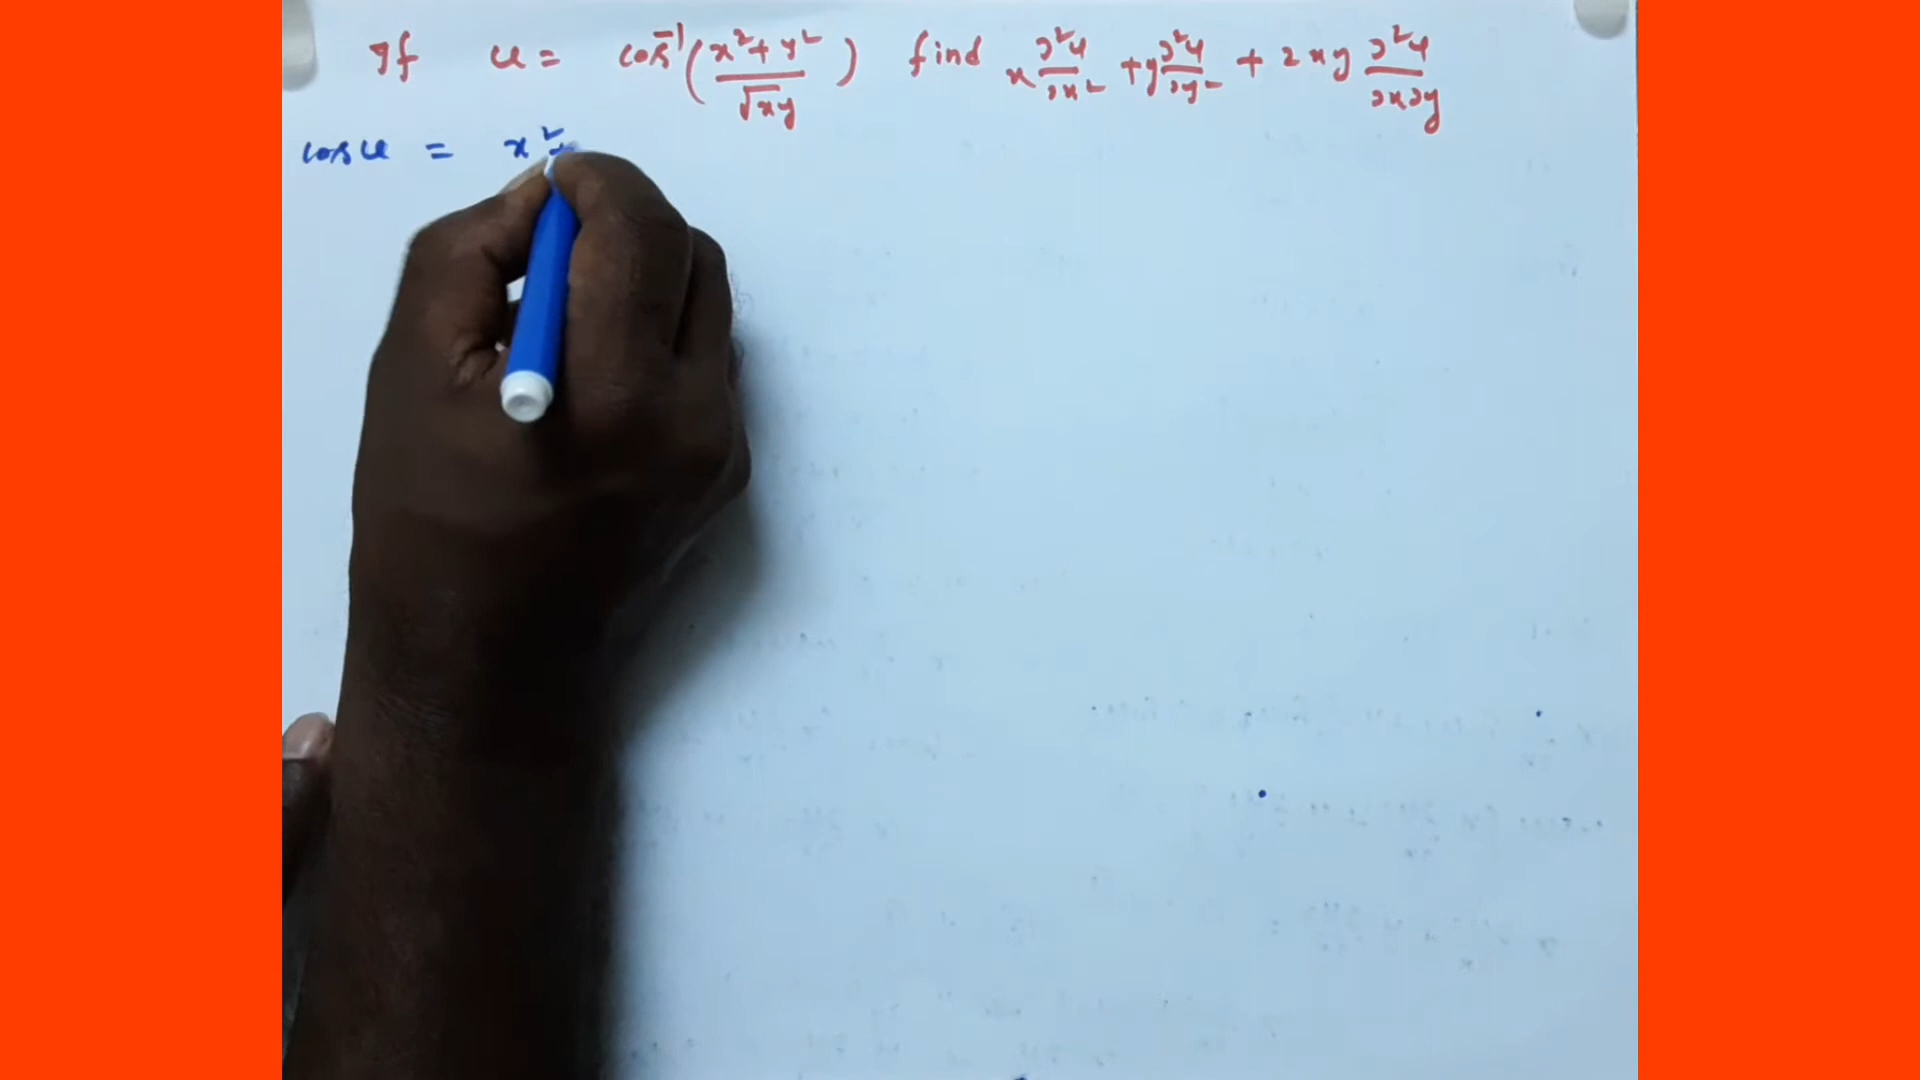 If u = cos⁻¹((x²+y²)/(√xy)) find x ∂²u/∂x² + y ∂²u/∂y² + 2xy ∂²u/∂x∂y
cos u = x² +